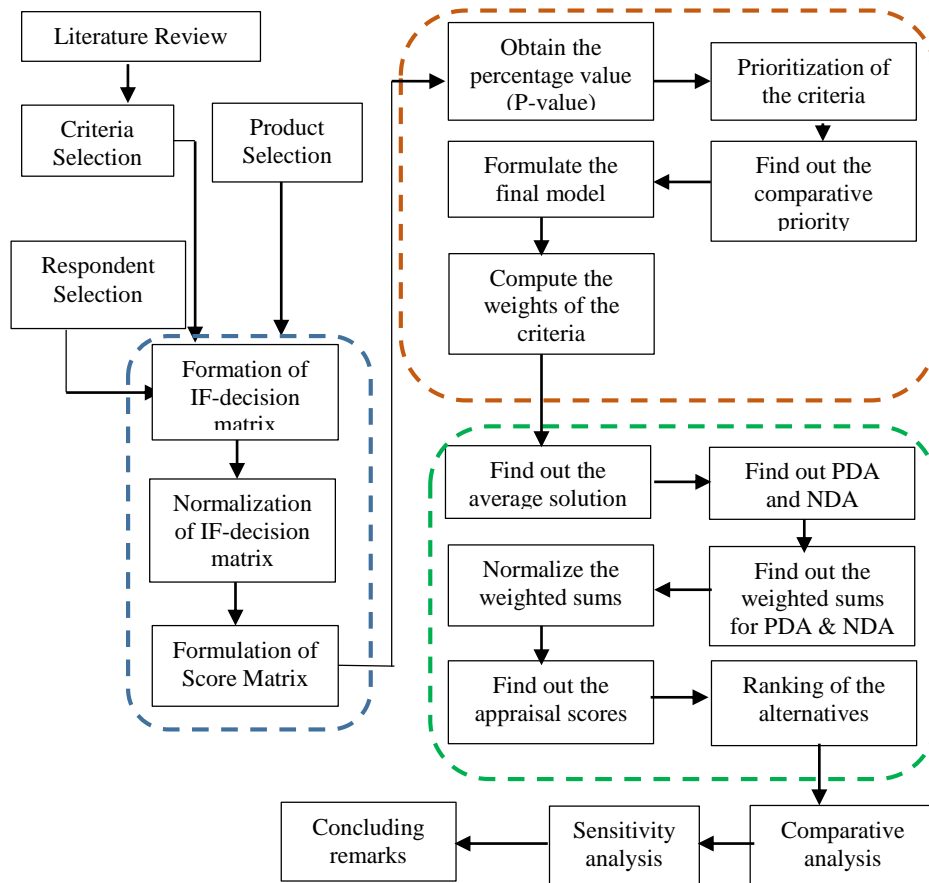 Literature Review
Criteria
Selection
Product
Selection
Respondent
Selection
Formation of
IF-decision
matrix
Normalization
of IF-decision
matrix
Formulation of
Score Matrix
Obtain the
percentage value
(P-value)
Prioritization of
the criteria
Find out the
comparative
priority
Formulate the
final model
Compute the
weights of the
criteria
Find out the
average solution
Find out PDA
and NDA
Find out the
weighted sums
for PDA & NDA
Normalize the
weighted sums
Find out the
appraisal scores
Ranking of the
alternatives
Comparative
analysis
Sensitivity
analysis
Concluding
remarks